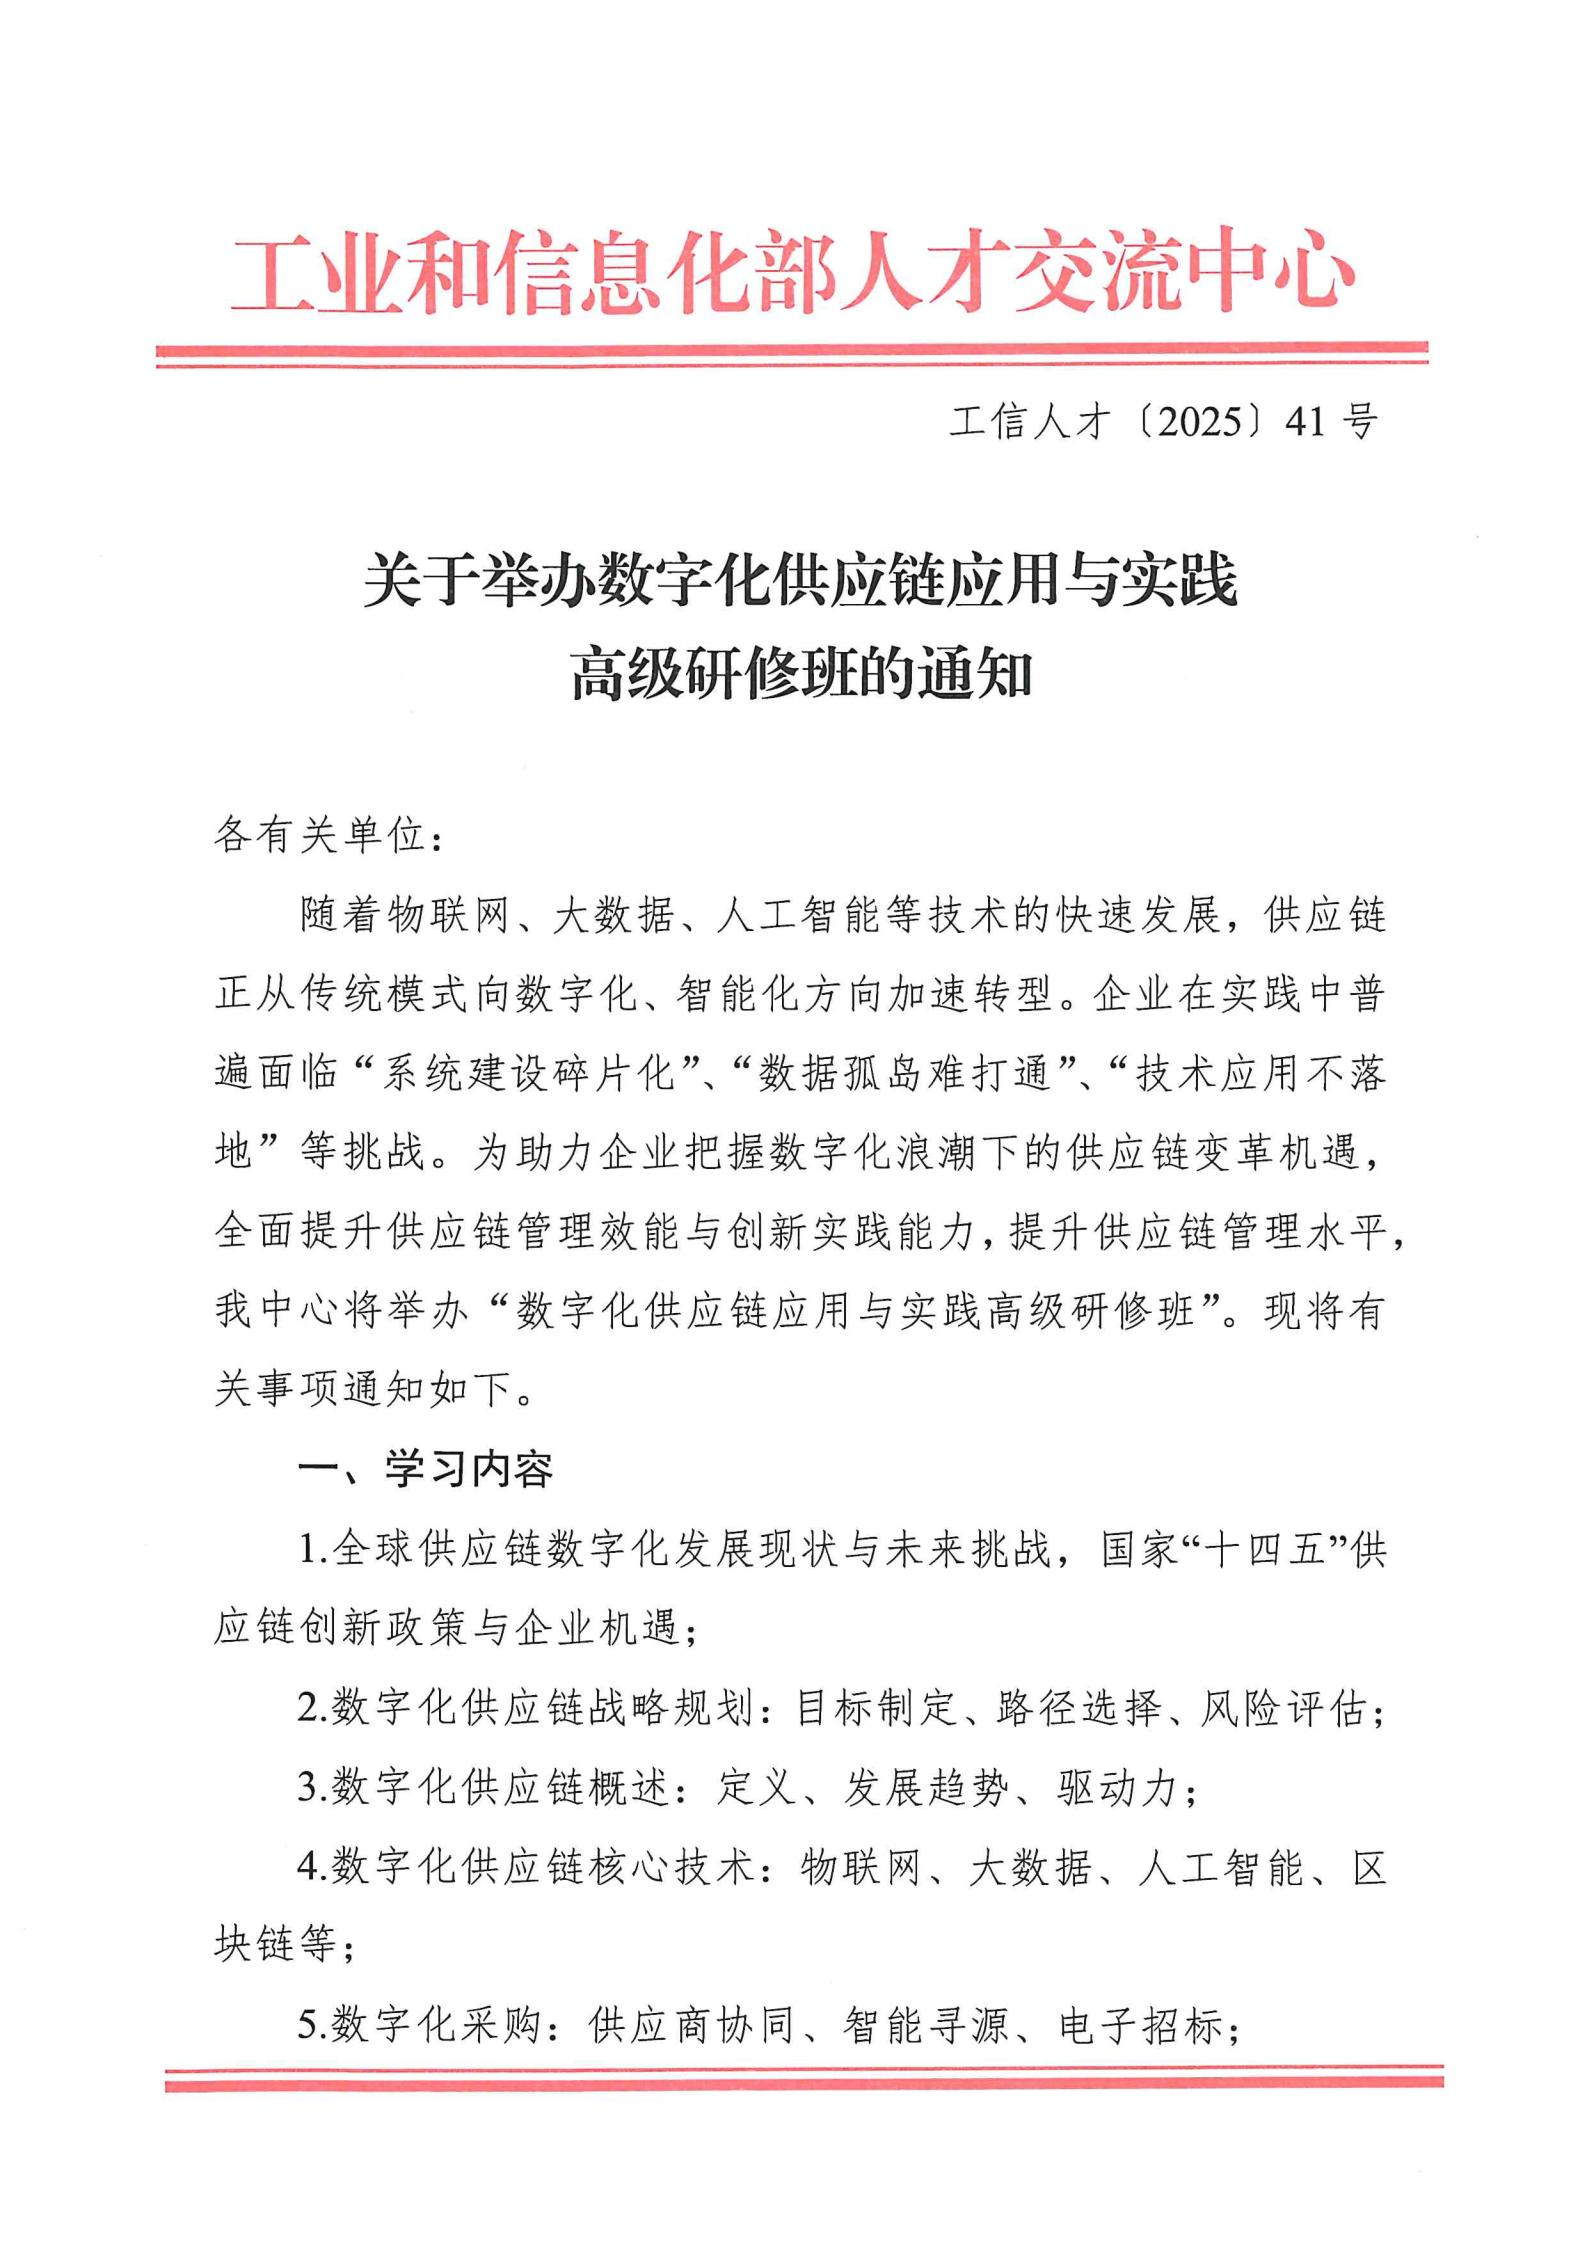 工业和信息化部人才交流中心
工信人才〔2025〕41 号
关于举办数字化供应链应用与实践
高级研修班的通知
各有关单位：
随着物联网、大数据、人工智能等技术的快速发展，供应链
正从传统模式向数字化、智能化方向加速转型。企业在实践中普
遍面临“系统建设碎片化”、“数据孤岛难打通”、“技术应用不落
地”等挑战。为助力企业把握数字化浪潮下的供应链变革机遇，
全面提升供应链管理效能与创新实践能力，提升供应链管理水平，
我中心将举办“数字化供应链应用与实践高级研修班”。现将有
关事项通知如下。
一、学习内容
1.全球供应链数字化发展现状与未来挑战，国家“十四五”供
应链创新政策与企业机遇；
2.数字化供应链战略规划：目标制定、路径选择、风险评估；
3.数字化供应链概述：定义、发展趋势、驱动力；
4.数字化供应链核心技术：物联网、大数据、人工智能、区
块链等；
5.数字化采购：供应商协同、智能寻源、电子招标；